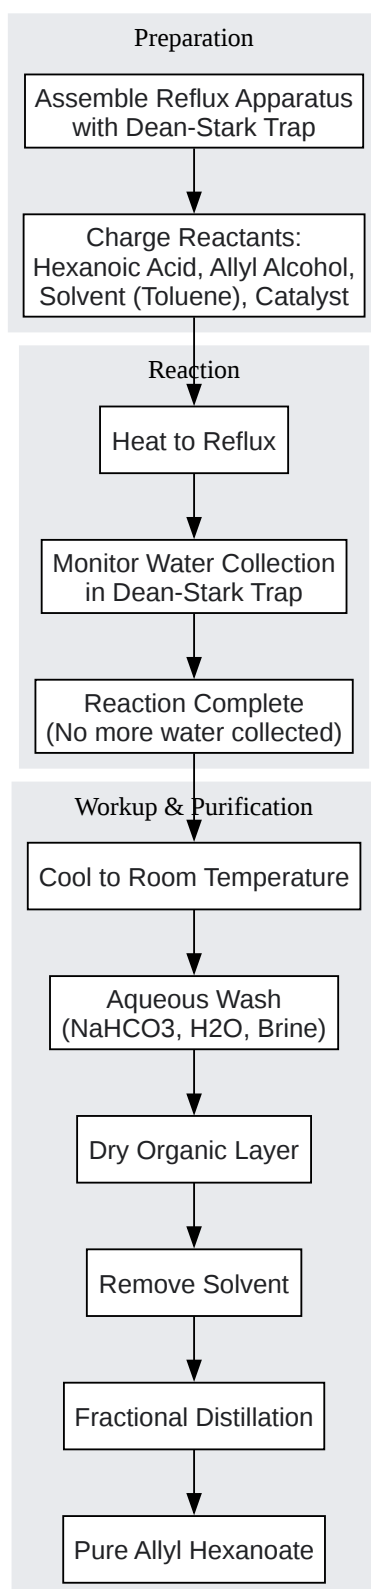 Preparation
Assemble Reflux Apparatus
with Dean-Stark Trap
Charge Reactants:
Hexanoic Acid, Allyl Alcohol,
Solvent (Toluene), Catalyst
Reaction
Heat to Reflux
Monitor Water Collection
in Dean-Stark Trap
Reaction Complete
(No more water collected)
Workup & Purification
Cool to Room Temperature
Aqueous Wash
(NaHCO3, H2O, Brine)
Dry Organic Layer
Remove Solvent
Fractional Distillation
Pure Allyl Hexanoate